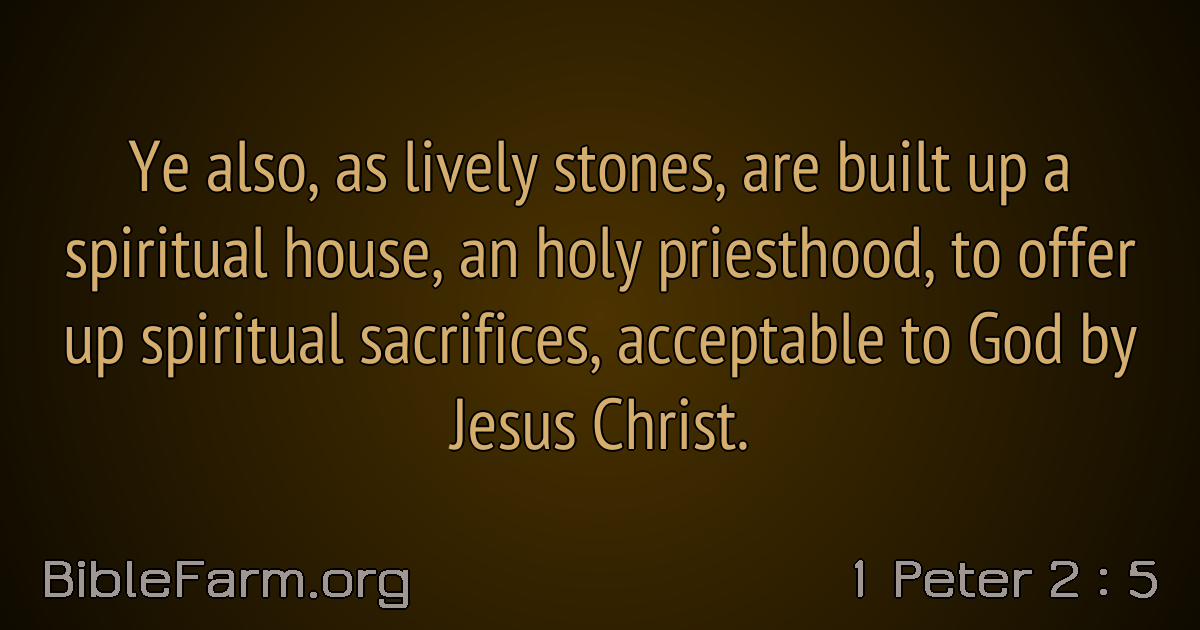 Ye also, as lively stones, are built up a
spiritual house, an holy priesthood, to offer
up spiritual sacrifices, acceptable to God by
Jesus Christ.
BibleFarm.org
1 Peter 2 : 5